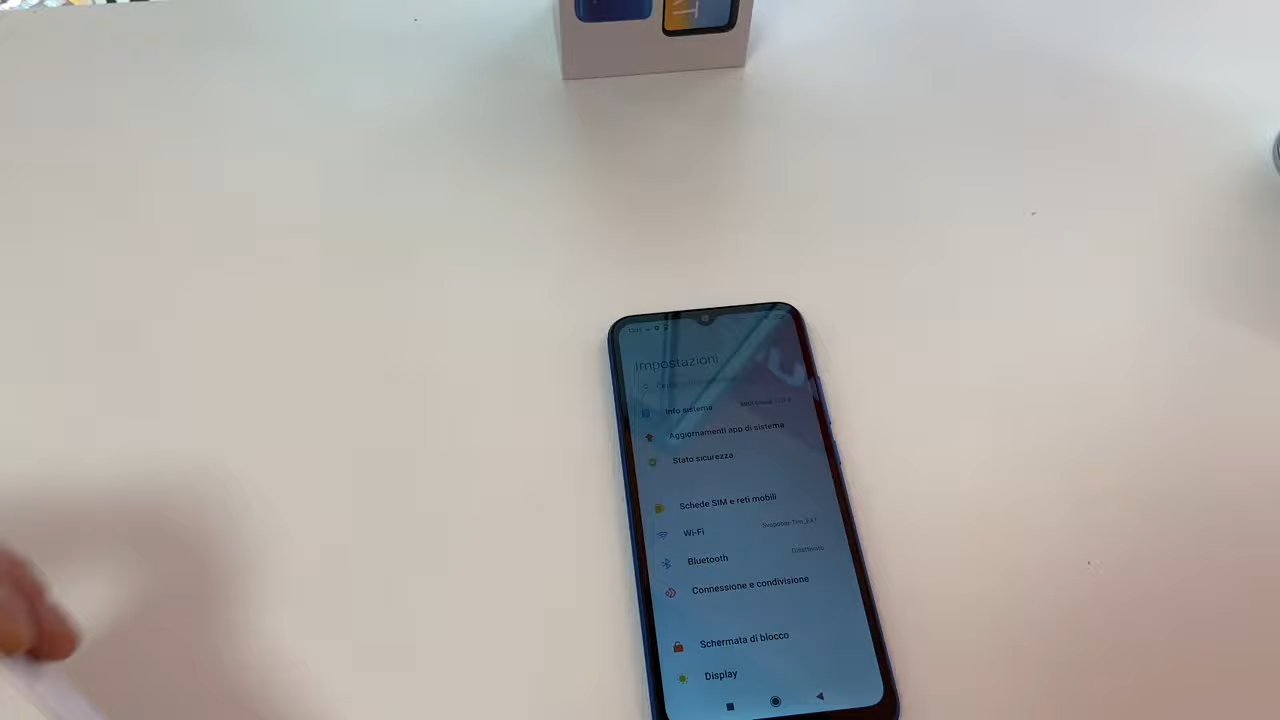 Impostazioni
Info sistema
Aggiornamenti app di sistema
Stato sicurezza
Schede SIM e reti mobili
Wi-Fi
Bluetooth Disattivato
Connessione e condivisione
Schermata di blocco
Display